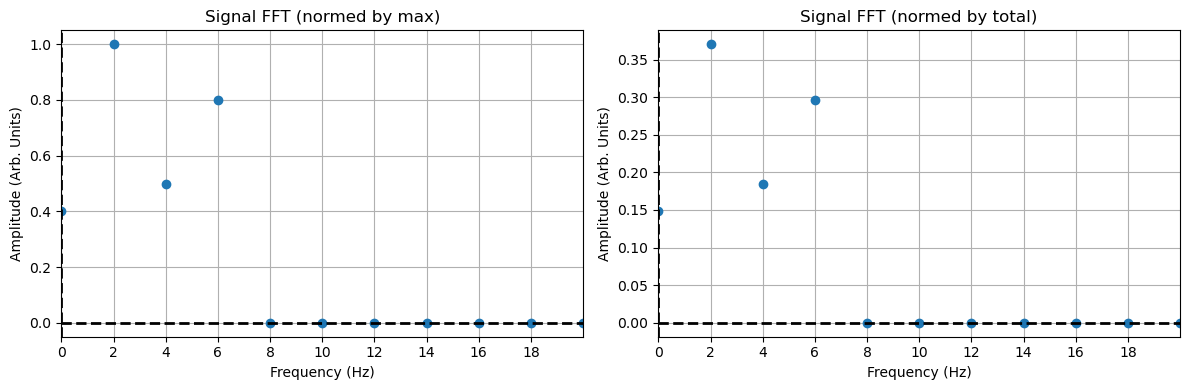 Signal FFT (normed by max)
Amplitude (Arb. Units)
1.0
0.8
0.6
0.4
0.2
0.0
0 2 4 6 8 10 12 14 16 18
Frequency (Hz)
Signal FFT (normed by total)
Amplitude (Arb. Units)
0.35
0.30
0.25
0.20
0.15
0.10
0.05
0.00
0 2 4 6 8 10 12 14 16 18
Frequency (Hz)